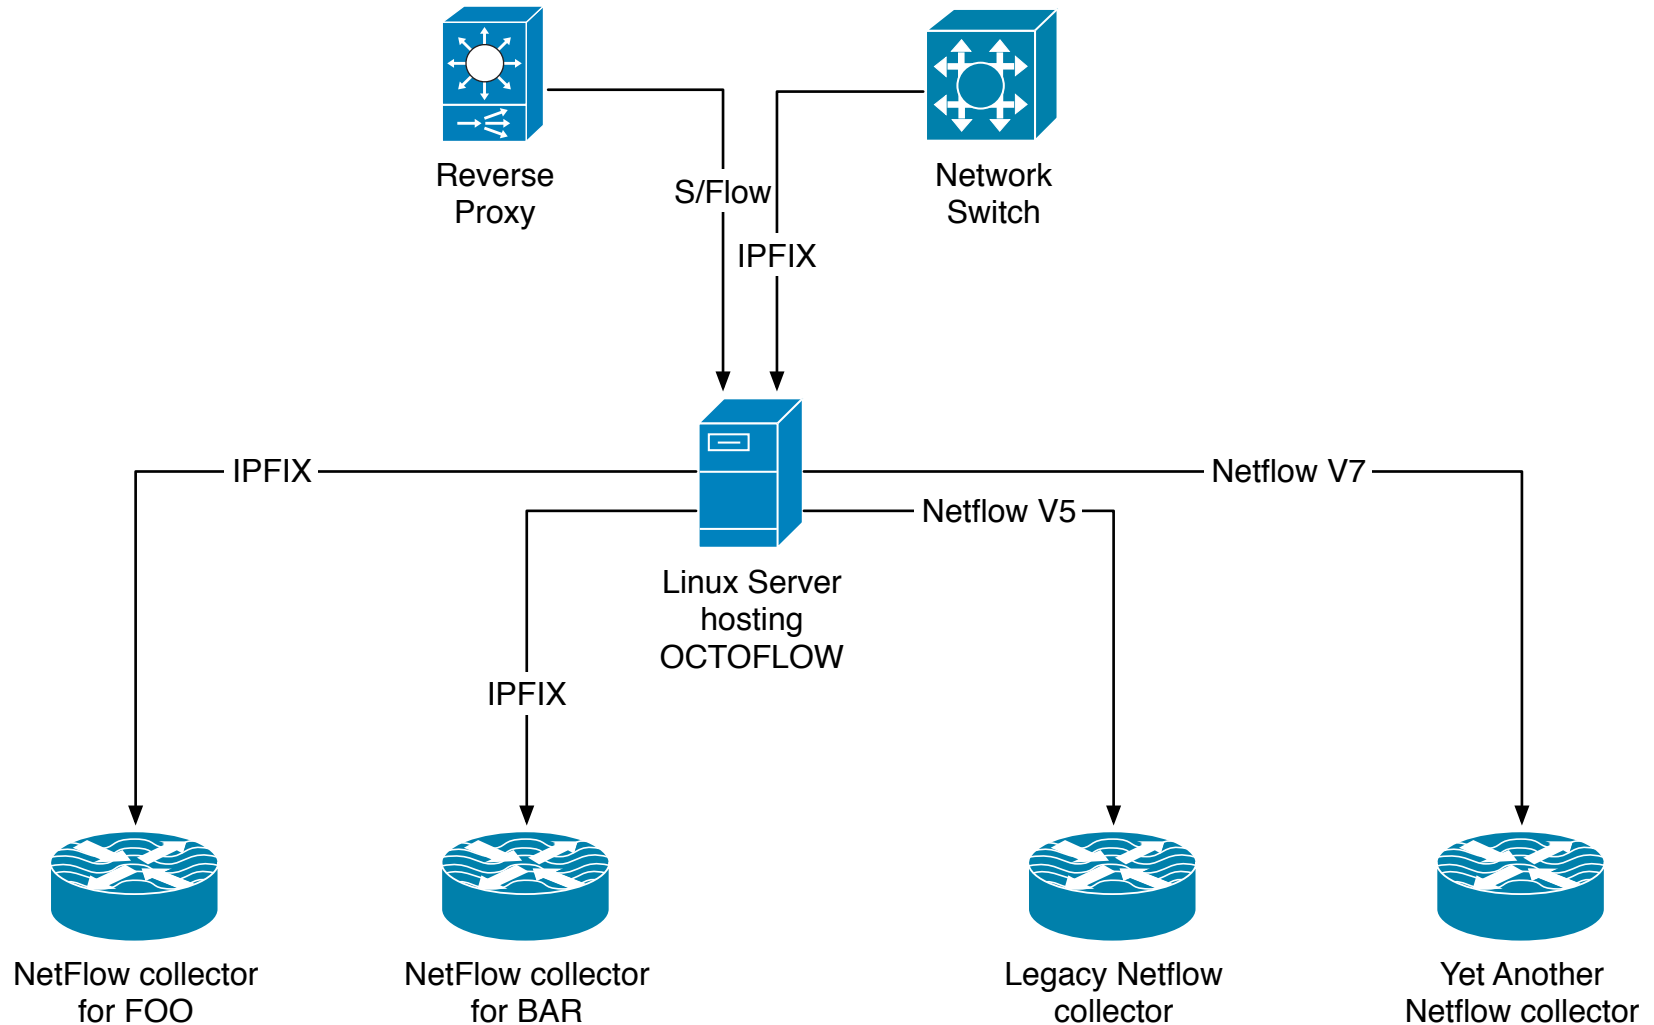 Reverse
Proxy
S/Flow
Network
Switch
IPFIX
IPFIX
Netflow V7
Netflow V5
Linux Server
hosting
OCTOFLOW
IPFIX
NetFlow collector
for FOO
NetFlow collector
for BAR
Legacy Netflow
collector
Yet Another
Netflow collector